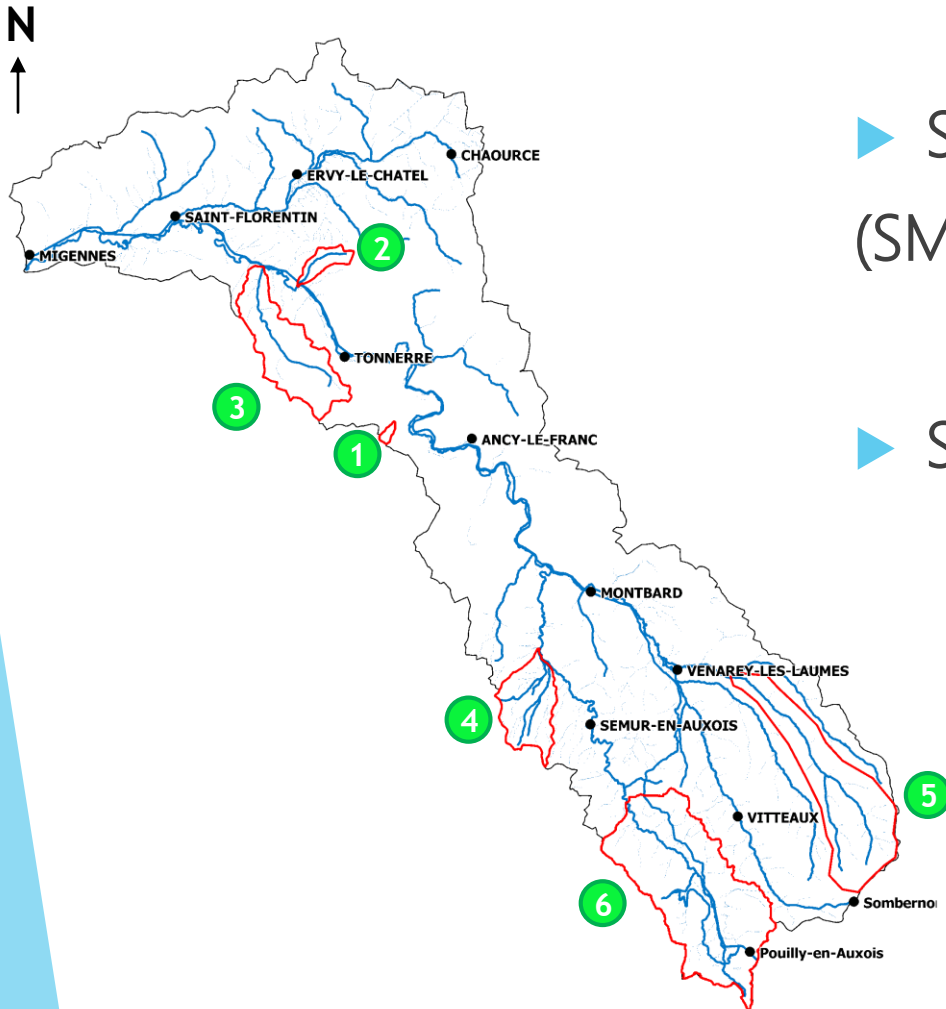 N
CHAOURCE
ERVY-LE-CHATEL
SAINT-FLORENTIN
MIGENNES
2
TONNERRE
3
1
ANCY-LE-FRANC
MONTBARD
VENAREY-LES-LAUMES
4
SEMUR-EN-AUXOIS
5
VITTEAUX
6
Pouilly-en-Auxois
S
(SM
S